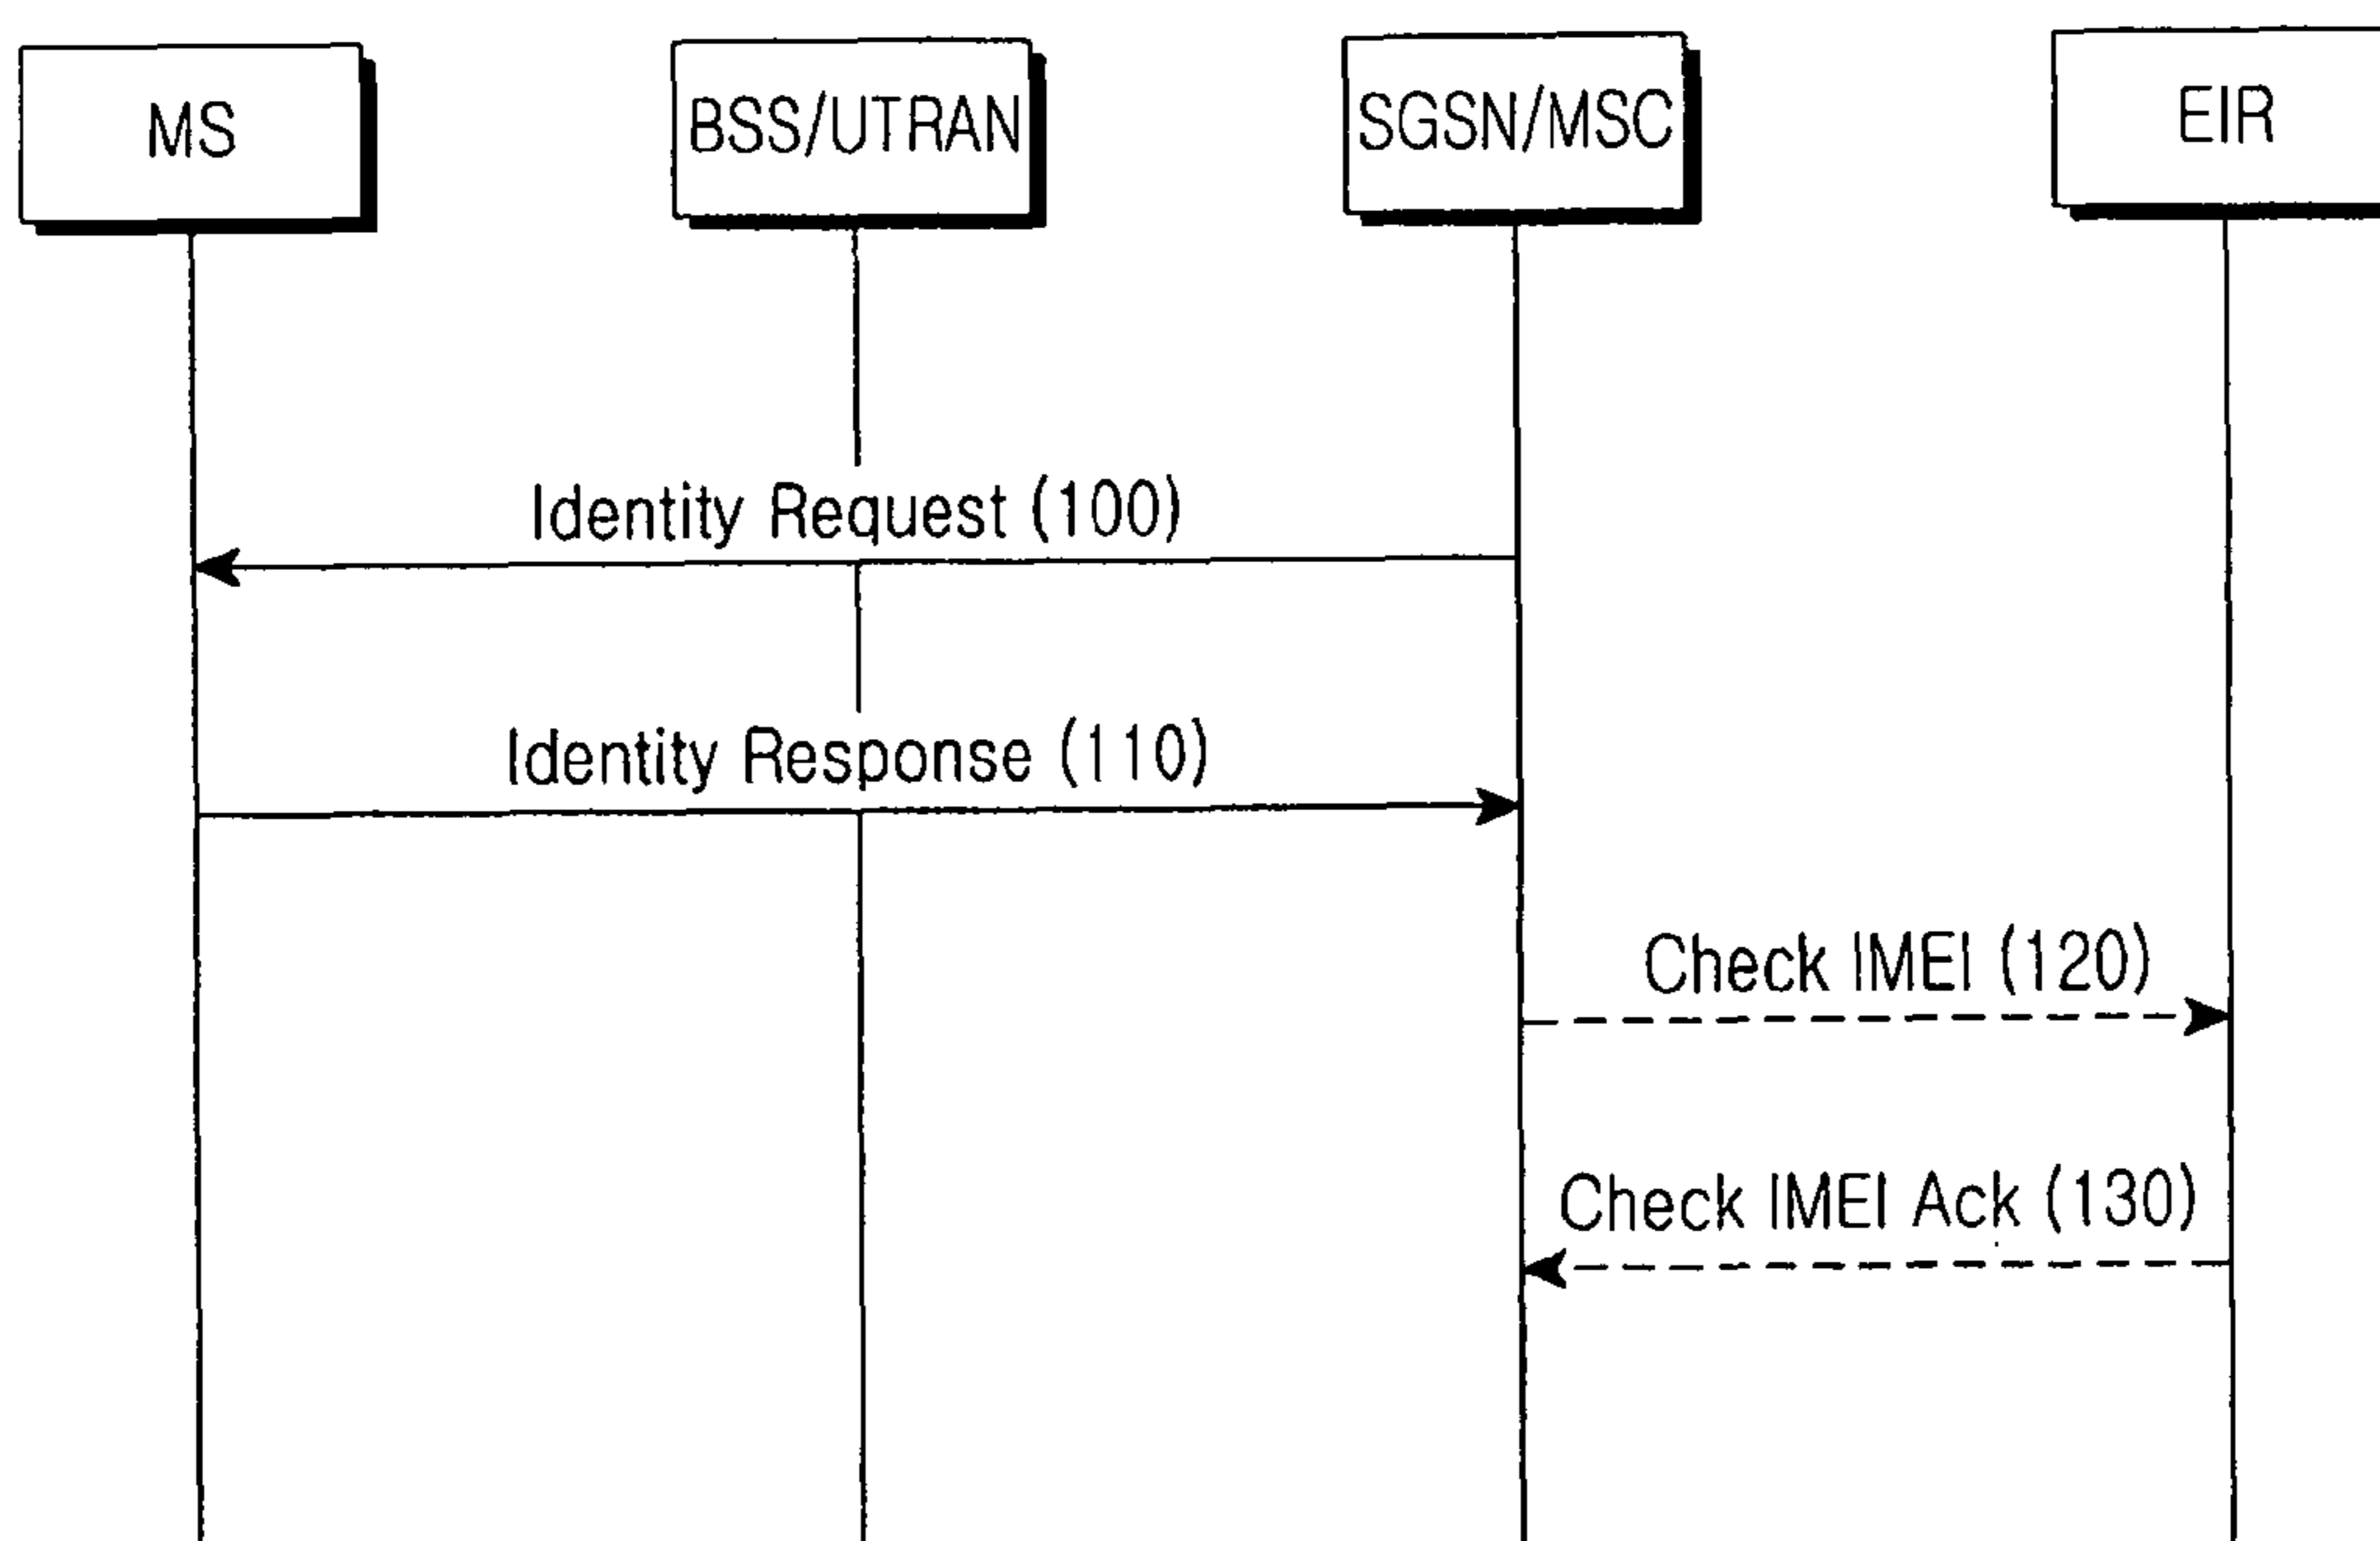 MS
BSS/UTRAN
SGSN/MSC
EIR
Identity Request (100)
Identity Response (110)
Check IMEI (120)
Check IMEI Ack (130)